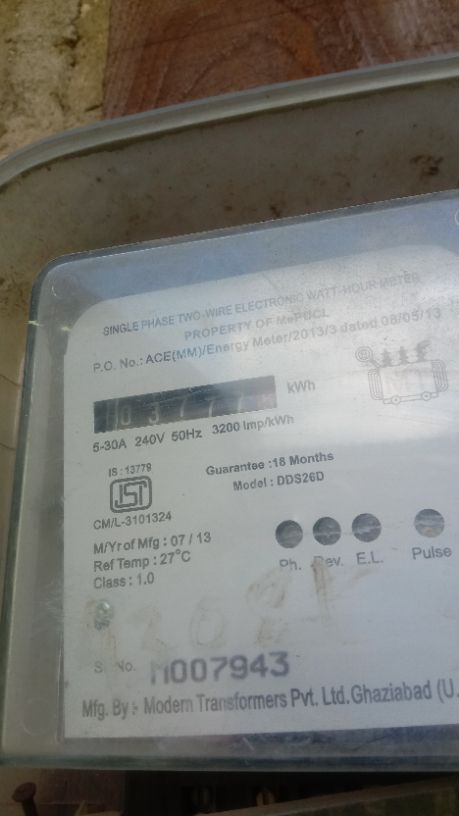 SINGLE PHASE TWO-WIRE ELECTRONIC WATT-HOUR METER
PROPERTY OF MePDCL
P.O. No.: ACE(MM)/Energy Meter/2013/3 dated 08/05/13
kWh
5-30A 240V 50Hz 3200 Imp/kWh
IS : 13779
Guarantee :18 Months
Model : DDS26D
CM/L-3101324
M/Yr of Mfg : 07 / 13
Ref Temp : 27°C
Class : 1.0
Ph. Rev. E.L. Pulse
S. No. M007943
Mfg. By :- Modern Transformers Pvt. Ltd. Ghaziabad (U.